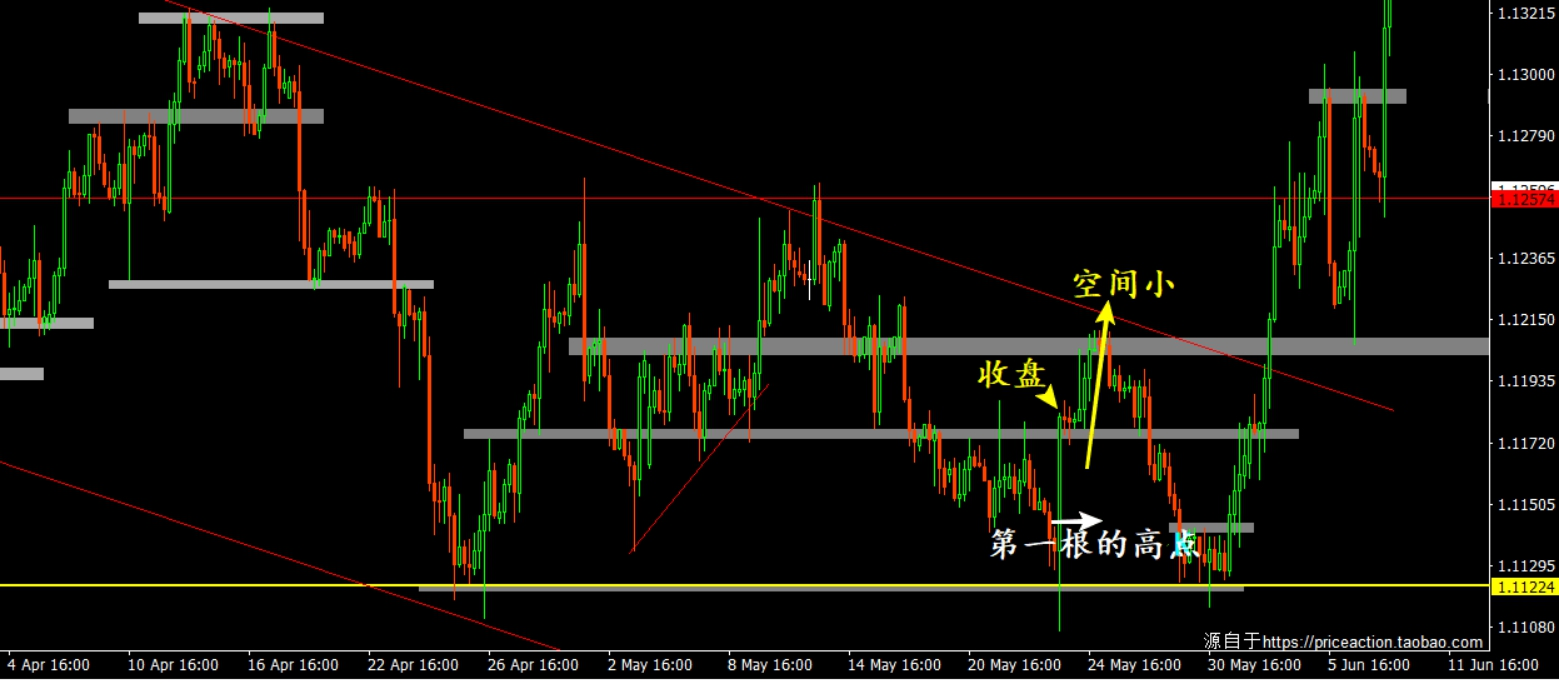 1.13215
1.13000
1.12790
1.12574
1.12365
1.12150
1.11935
1.11720
1.11505
1.11295
1.11224
1.11080
空间小
收盘
第一根的高点
源自于https://priceaction.taobao.com
4 Apr 16:00 10 Apr 16:00 16 Apr 16:00 22 Apr 16:00 26 Apr 16:00 2 May 16:00 8 May 16:00 14 May 16:00 20 May 16:00 24 May 16:00 30 May 16:00 5 Jun 16:00 11 Jun 16:00